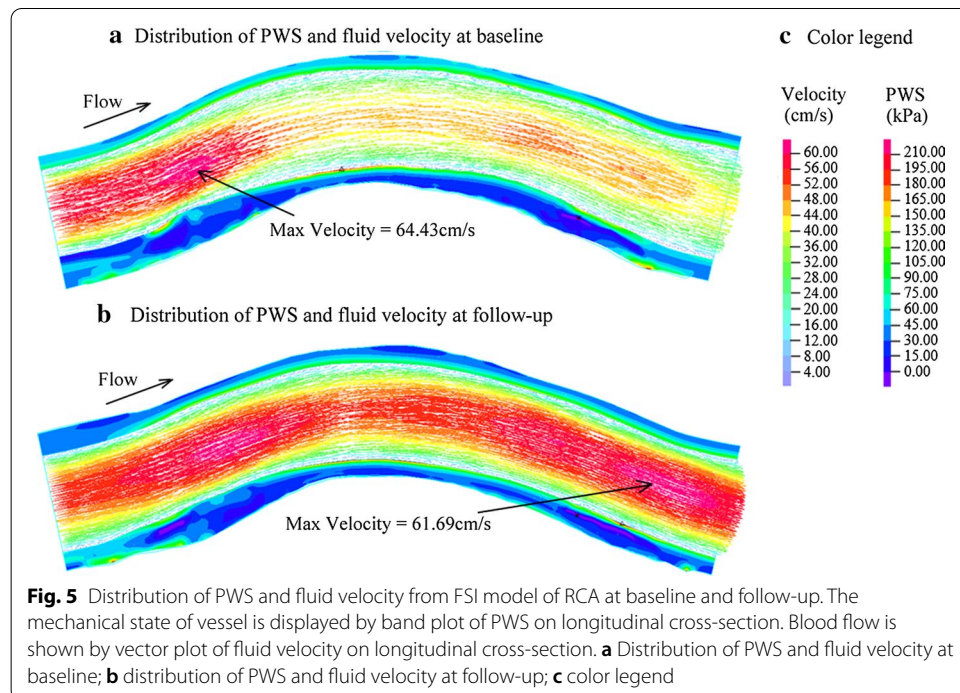 a Distribution of PWS and fluid velocity at baseline
c Color legend
Flow
Max Velocity = 64.43cm/s
Velocity PWS
(cm/s) (kPa)
60.00 210.00
56.00 195.00
52.00 180.00
48.00 165.00
44.00 150.00
40.00 135.00
36.00 120.00
32.00 105.00
28.00 90.00
24.00 75.00
20.00 60.00
16.00 45.00
12.00 30.00
8.00 15.00
4.00 0.00
b Distribution of PWS and fluid velocity at follow-up
Flow
Max Velocity = 61.69cm/s
Fig. 5 Distribution of PWS and fluid velocity from FSI model of RCA at baseline and follow-up. The
mechanical state of vessel is displayed by band plot of PWS on longitudinal cross-section. Blood flow is
shown by vector plot of fluid velocity on longitudinal cross-section. a Distribution of PWS and fluid velocity at
baseline; b distribution of PWS and fluid velocity at follow-up; c color legend